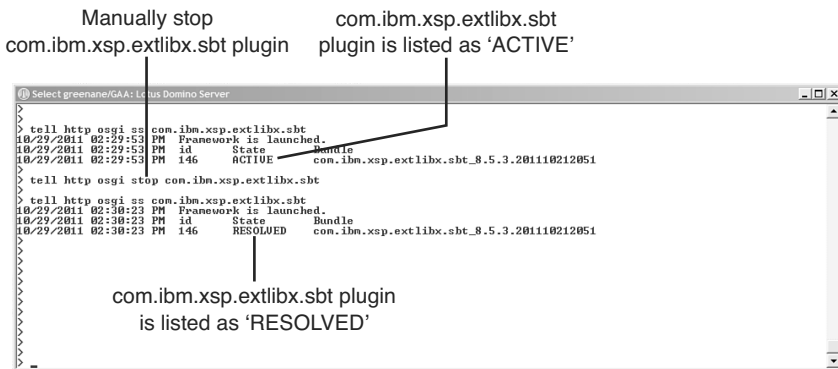 Manually stop
com.ibm.xsp.extlibx.sbt plugin
com.ibm.xsp.extlibx.sbt
plugin is listed as ‘ACTIVE’
Select greenane/GAA: Lotus Domino Server
>
>
> tell http osgi ss com.ibm.xsp.extlibx.sbt
10/29/2011 02:29:53 PM Framework is launched.
10/29/2011 02:29:53 PM id State Bundle
10/29/2011 02:29:53 PM 146 ACTIVE com.ibm.xsp.extlibx.sbt_8.5.3.201110212051
>
> tell http osgi stop com.ibm.xsp.extlibx.sbt
>
> tell http osgi ss com.ibm.xsp.extlibx.sbt
10/29/2011 02:30:23 PM Framework is launched.
10/29/2011 02:30:23 PM id State Bundle
10/29/2011 02:30:23 PM 146 RESOLVED com.ibm.xsp.extlibx.sbt_8.5.3.201110212051
>
>
>
>
>
>
>
>
>
>
>
>
com.ibm.xsp.extlibx.sbt plugin
is listed as ‘RESOLVED’